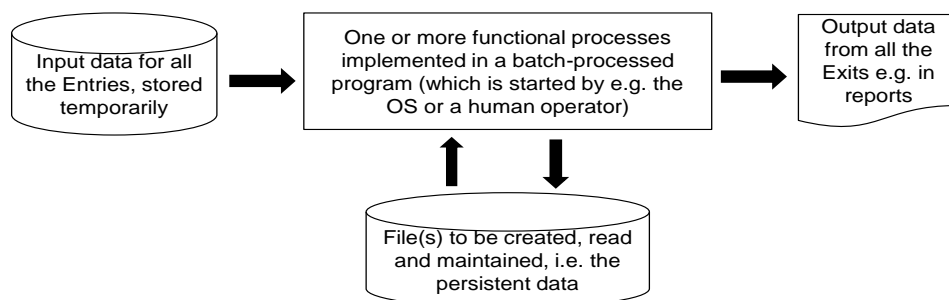 Input data for all
the Entries, stored
temporarily
One or more functional processes
implemented in a batch-processed
program (which is started by e.g. the
OS or a human operator)
Output data
from all the
Exits e.g. in
reports
File(s) to be created, read
and maintained, i.e. the
persistent data